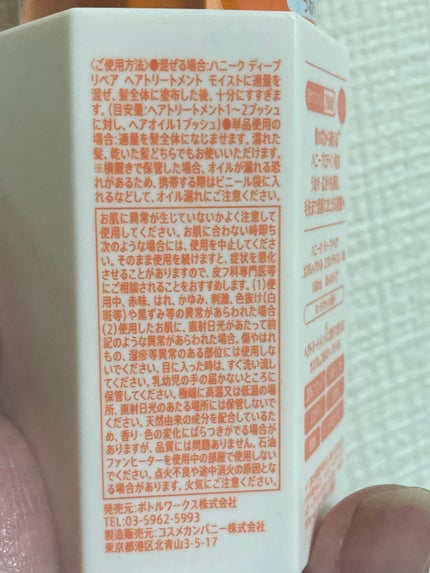 〈ご使用方法〉●混ぜる場合:ハニーク ディープ
リペア ヘアトリートメント モイストに適量を
混ぜ、髪全体に塗布した後、十分にすすぎま
す。(目安量:ヘアトリートメント1~2プッシュ
に対し、ヘアオイル1プッシュ)●単品使用の
場合:適量を髪全体になじませます。濡れた
髪、乾いた髪どちらでもお使いいただけます。
※横置きで保管した場合、オイルが漏れる恐
れがあるため、携帯する際はビニール袋に入
れるなどして、オイル漏れにご注意ください。
お肌に異常が生じていないかよく注意して
使用してください。お肌に合わない時即ち
次のような場合には、使用を中止してくださ
い。そのまま使用を続けますと、症状を悪化
させることがありますので、皮フ科専門医等
にご相談されることをおすすめします。(1)使
用中、赤味、はれ、かゆみ、刺激、色抜け(白
斑等)や黒ずみ等の異常があらわれた場合
(2)使用したお肌に、直射日光があたって前
記のような異常があらわれた場合。傷やはれ
もの、湿疹等異常のある部位には使用しな
いでください。目に入った時は、すぐ洗い流し
てください。乳幼児の手の届かないところに
保管してください。極端に高温又は低温の場
所、直射日光のあたる場所には保管しないで
ください。天然由来の成分を配合しているた
め、香り・色の変化にばらつきがでる場合が
ありますが、品質には問題ありません。石油
ファンヒーターを使用中の部屋で使用しない
でください。点火不良や途中消火の原因とな
る場合があります。火気にご注意ください。
発売元:ボトルワークス株式会社
TEL:03-5962-5993
製造販売元:コスメカンパニー株式会社
東京都港区北青山3-5-17